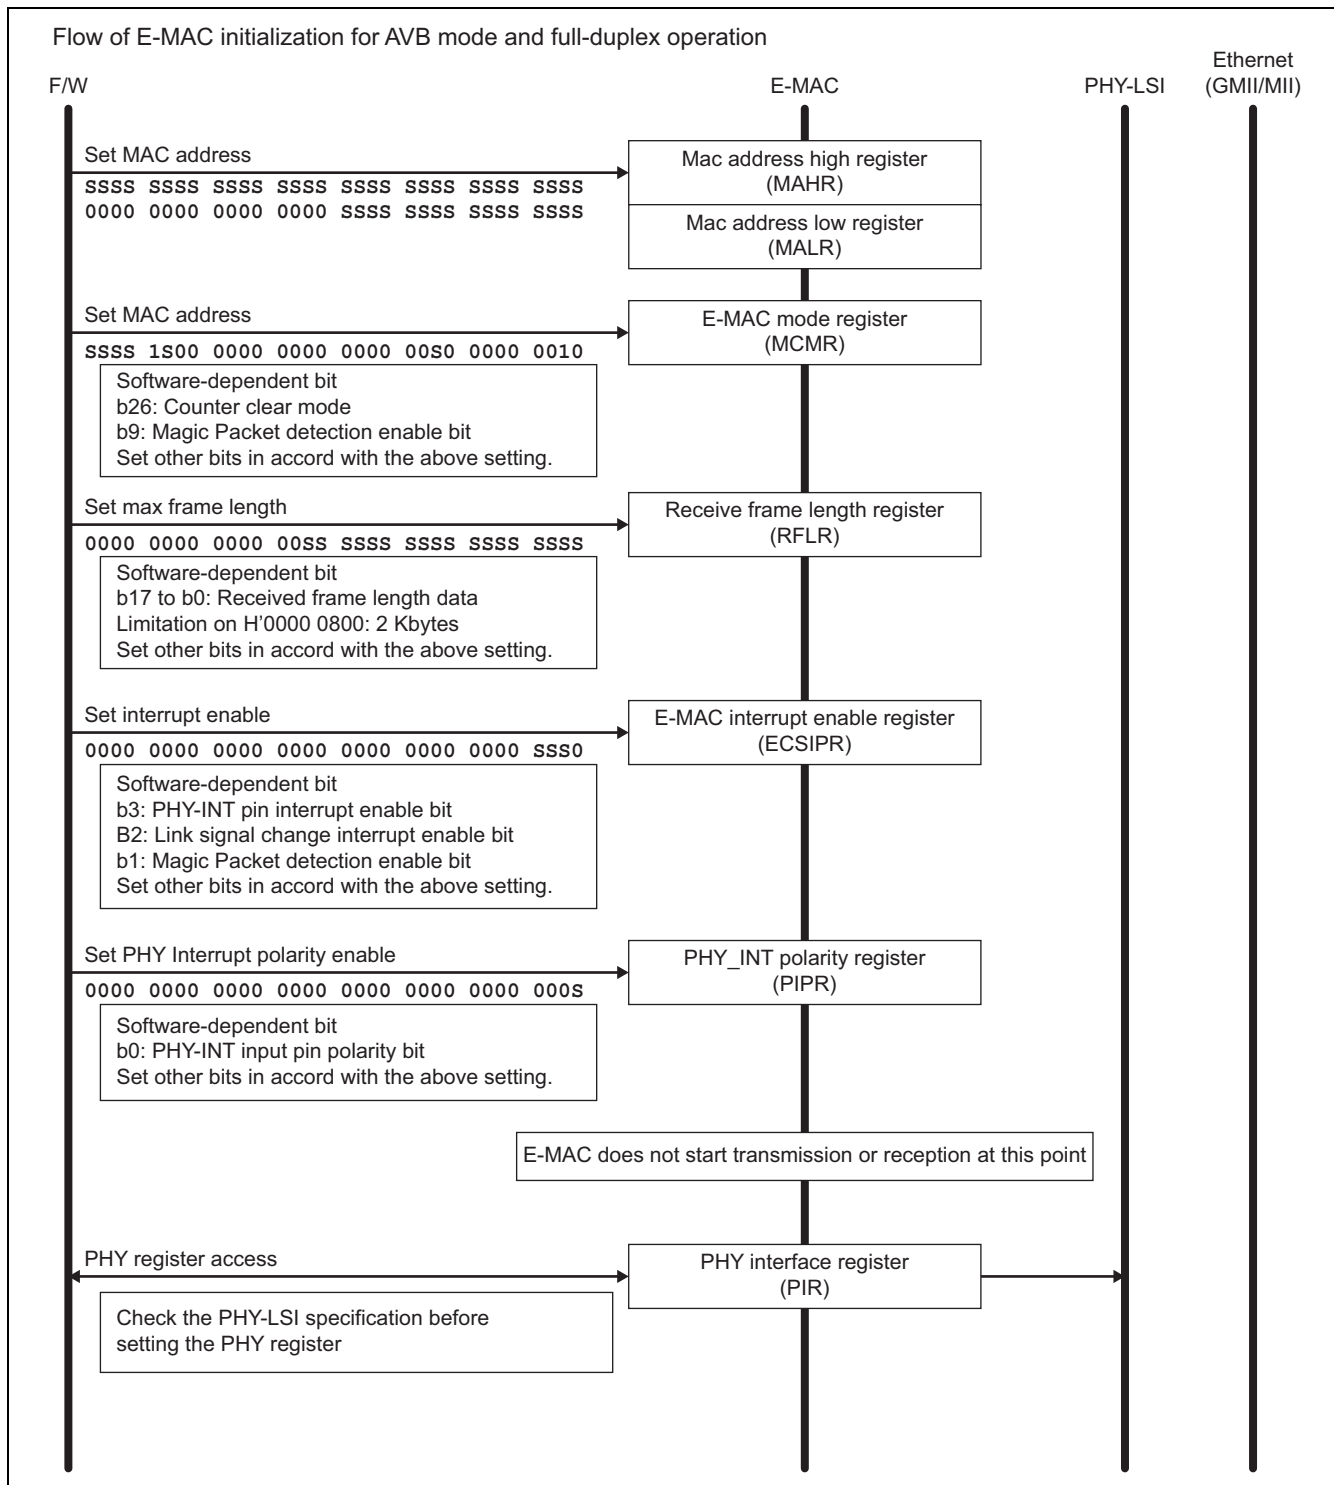 Flow of E-MAC initialization for AVB mode and full-duplex operation
Ethernet
F/W E-MAC PHY-LSI (GMII/MII)
Set MAC address
SSSS SSSS SSSS SSSS SSSS SSSS SSSS SSSS
0000 0000 0000 0000 SSSS SSSS SSSS SSSS
Mac address high register
(MAHR)
Mac address low register
(MALR)
Set MAC address
SSSS 1S00 0000 0000 0000 00S0 0000 0010
E-MAC mode register
(MCMR)
Software-dependent bit
b26: Counter clear mode
b9: Magic Packet detection enable bit
Set other bits in accord with the above setting.
Set max frame length
0000 0000 0000 00SS SSSS SSSS SSSS SSSS
Receive frame length register
(RFLR)
Software-dependent bit
b17 to b0: Received frame length data
Limitation on H'0000 0800: 2 Kbytes
Set other bits in accord with the above setting.
Set interrupt enable
0000 0000 0000 0000 0000 0000 0000 SSS0
E-MAC interrupt enable register
(ECSIPR)
Software-dependent bit
b3: PHY-INT pin interrupt enable bit
B2: Link signal change interrupt enable bit
b1: Magic Packet detection enable bit
Set other bits in accord with the above setting.
Set PHY Interrupt polarity enable
0000 0000 0000 0000 0000 0000 0000 000S
PHY_INT polarity register
(PIPR)
Software-dependent bit
b0: PHY-INT input pin polarity bit
Set other bits in accord with the above setting.
E-MAC does not start transmission or reception at this point
PHY register access
PHY interface register
(PIR)
Check the PHY-LSI specification before
setting the PHY register